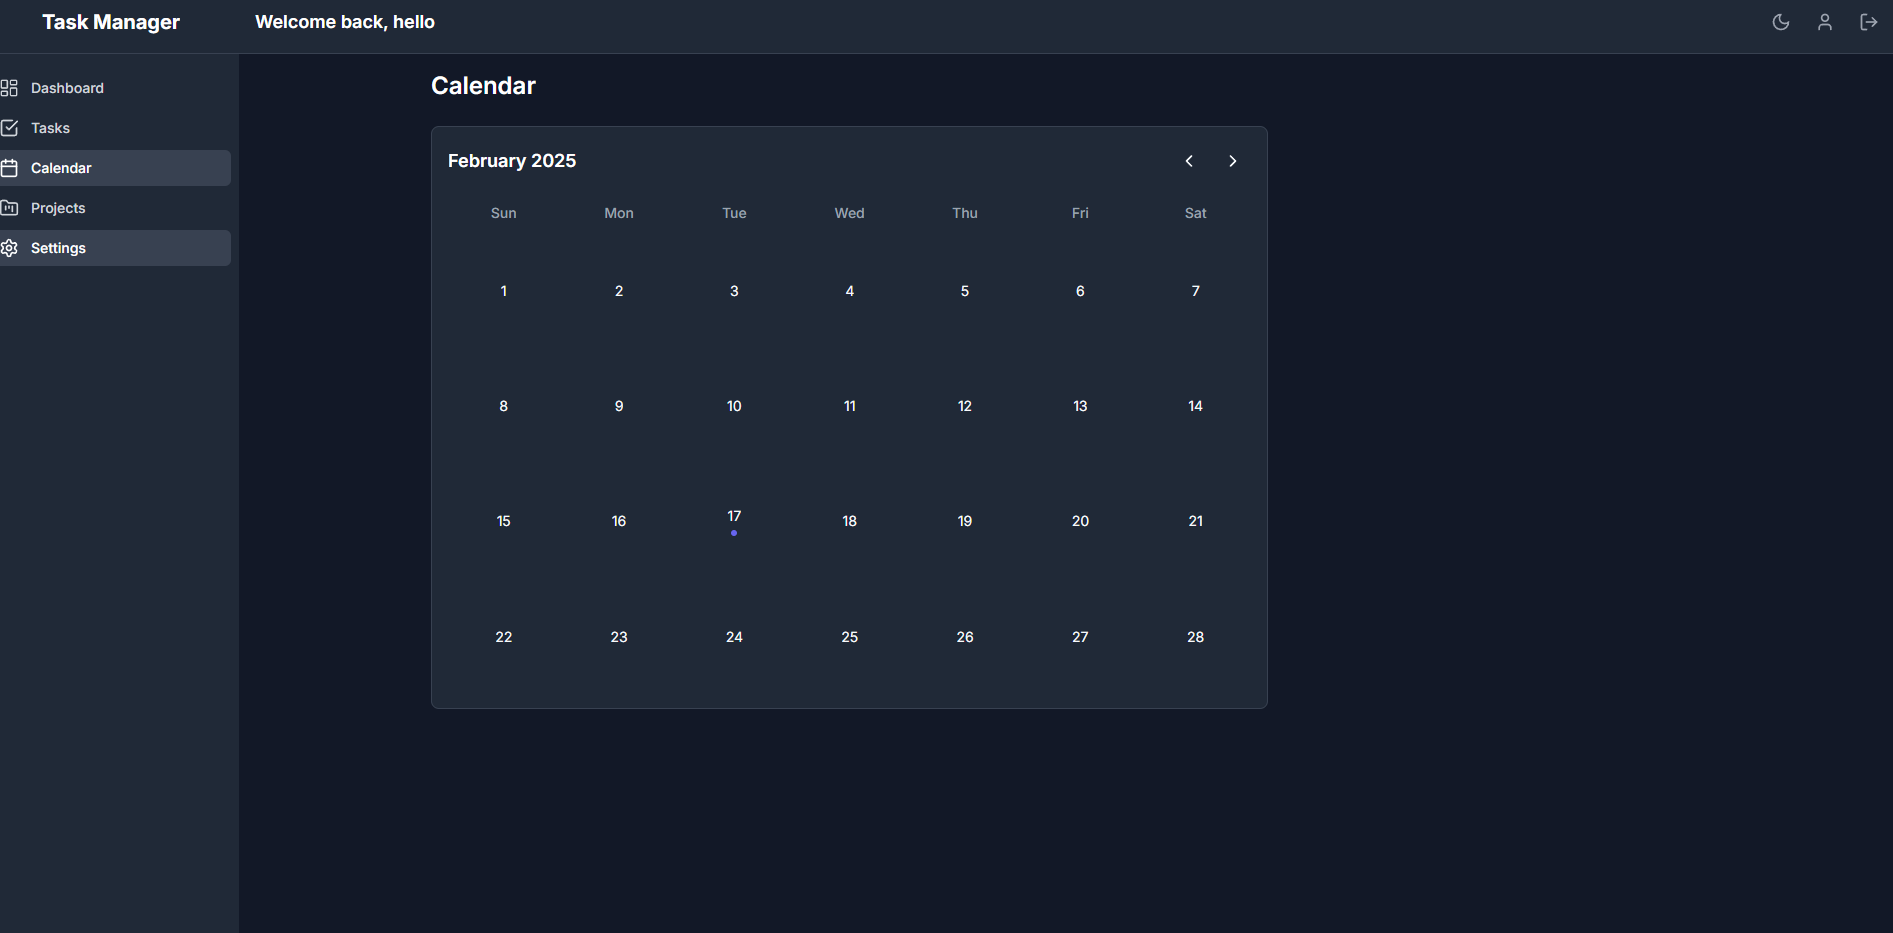 Task Manager
Welcome back, hello
Dashboard
Tasks
Calendar
Projects
Settings
Calendar
February 2025
Sun Mon Tue Wed Thu Fri Sat
1 2 3 4 5 6 7
8 9 10 11 12 13 14
15 16 17 18 19 20 21
22 23 24 25 26 27 28